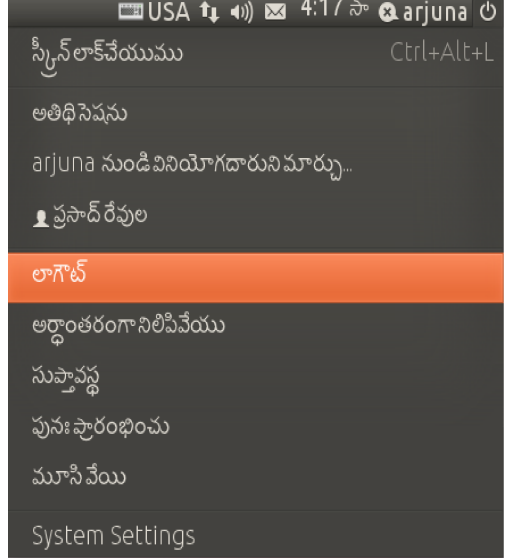 USA 4:17 సా arjuna
స్క్రీన్‌లాక్‌చేయుము Ctrl+Alt+L
అతిథిసెషను
arjuna నుండి వినియోగదారుని మార్చు...
ప్రసాద్ రేవుల
లాగౌట్
అర్ధాంతరంగా నిలిపివేయు
సుప్తావస్థ
పునఃప్రారంభించు
మూసివేయి
System Settings